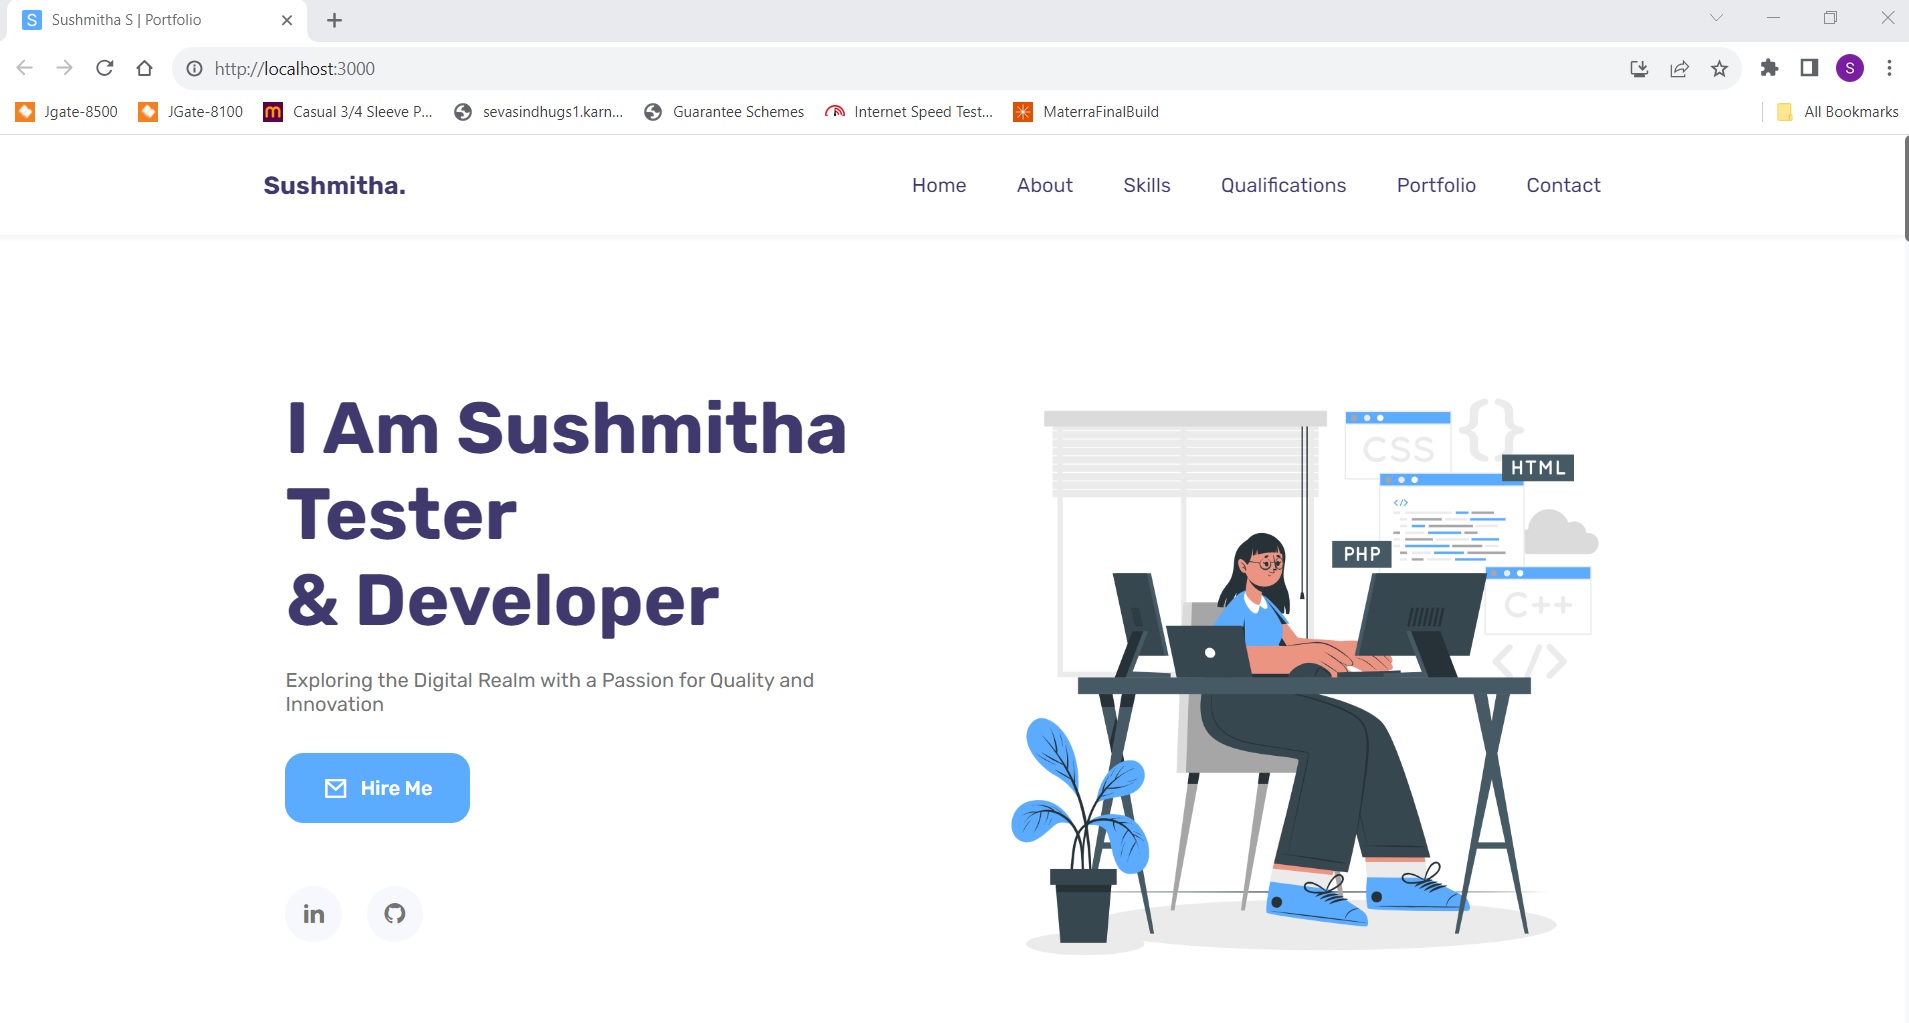 S Sushmitha S | Portfolio
http://localhost:3000
S
Jgate-8500 JGate-8100 m Casual 3/4 Sleeve P... sevasindhugs1.karn... Guarantee Schemes Internet Speed Test... MaterraFinalBuild All Bookmarks
Sushmitha. Home About Skills Qualifications Portfolio Contact
I Am Sushmitha
Tester
& Developer
Exploring the Digital Realm with a Passion for Quality and
Innovation
Hire Me
in
CSS
{}
HTML
</>
PHP
C++
</>